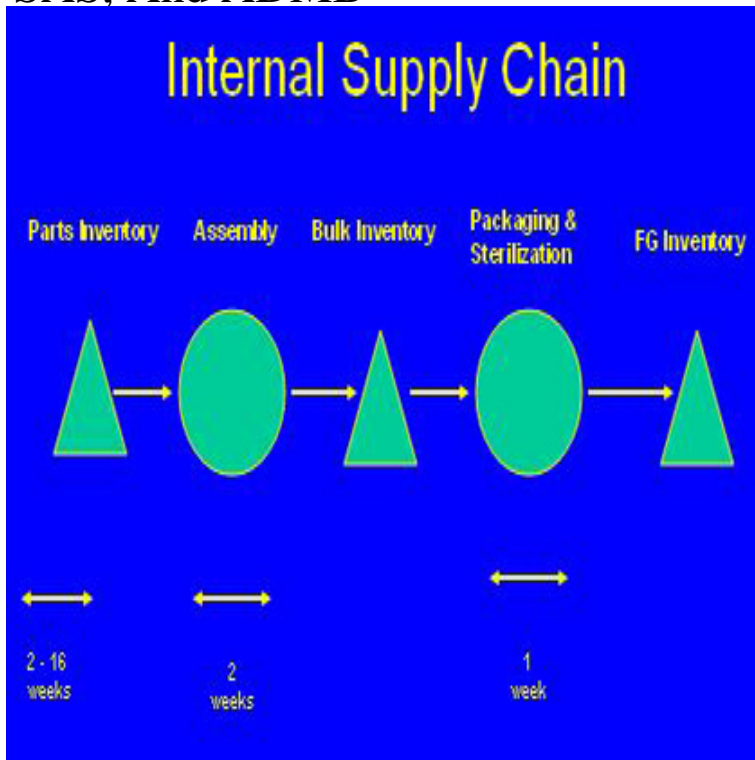 Internal Supply Chain
Parts Inventory
Assembly
Bulk Inventory
Packaging &
Sterilization
FG Inventory
2 - 16
weeks
2
weeks
1
week